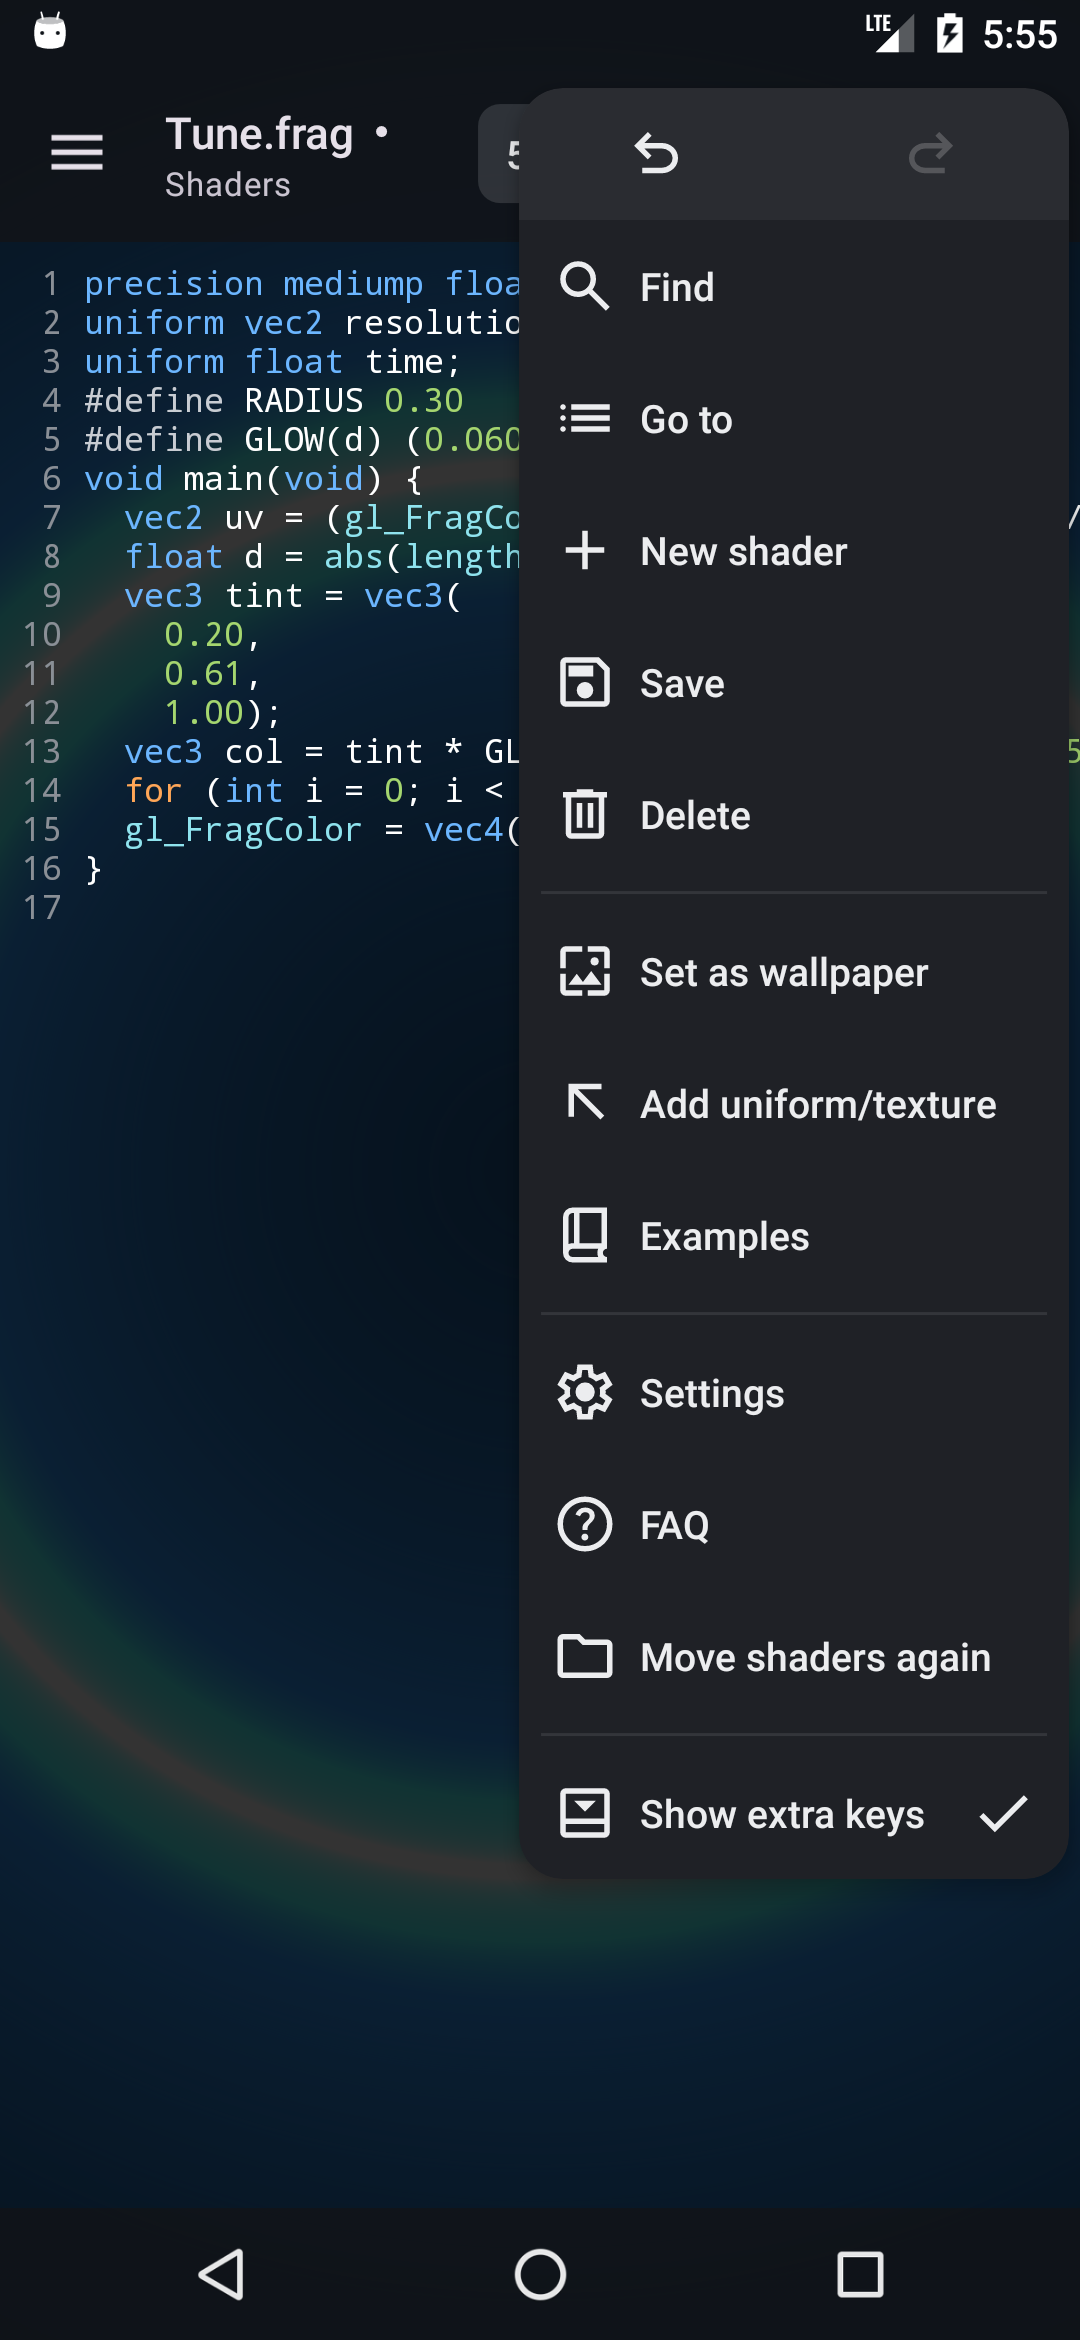 LTE 5:55
Tune.frag •
Shaders
5
1 precision mediump floa
2 uniform vec2 resolutio
3 uniform float time;
4 #define RADIUS 0.30
5 #define GLOW(d) (0.060
6 void main(void) {
7 vec2 uv = (gl_FragCo /
8 float d = abs(length
9 vec3 tint = vec3(
10 0.20,
11 0.61,
12 1.00);
13 vec3 col = tint * GL 5
14 for (int i = 0; i <
15 gl_FragColor = vec4(
16 }
17
Find
Go to
New shader
Save
Delete
Set as wallpaper
Add uniform/texture
Examples
Settings
FAQ
Move shaders again
Show extra keys